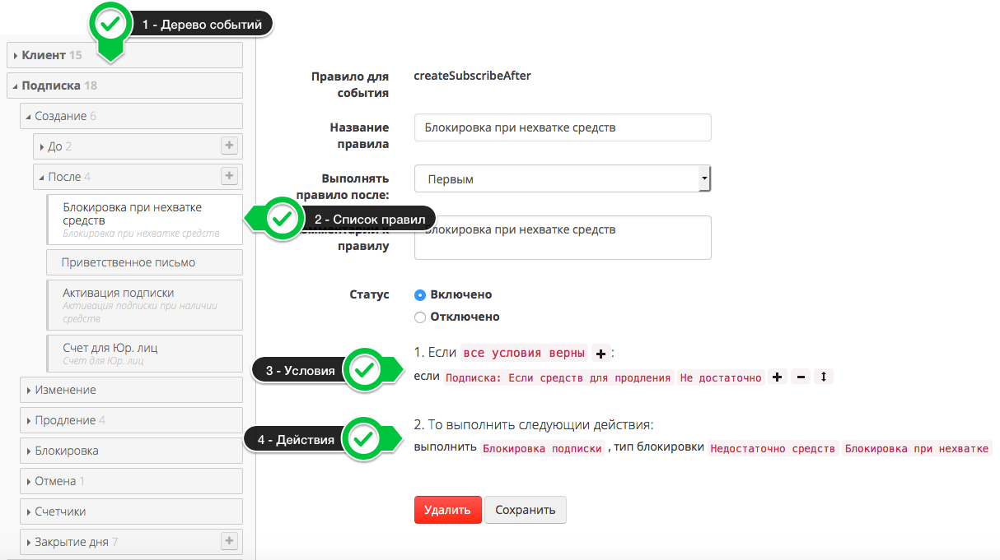 1 - Дерево событий
Клиент 15
Подписка 18
Создание 6
До 2
После 4
Блокировка при нехватке
средств
Блокировка при нехватке средств
Приветственное письмо
Активация подписки
Активация подписки при наличии
средств
Счет для Юр. лиц
Счет для Юр. лиц
Изменение
Продление 4
Блокировка
Отмена 1
Счетчики
Закрытие дня 7
2 - Список правил
Правило для
события
createSubscribeAfter
Название
правила
Блокировка при нехватке средств
Выполнять
правило после:
Первым
правилу
Блокировка при нехватке средств
Статус
Включено
Отключено
3 - Условия
1. Если все условия верны + :
если Подписка: Если средств для продления Не достаточно + −
4 - Действия
2. То выполнить следующии действия:
выполнить Блокировка подписки , тип блокировки Недостаточно средств Блокировка при нехватке
Удалить
Сохранить